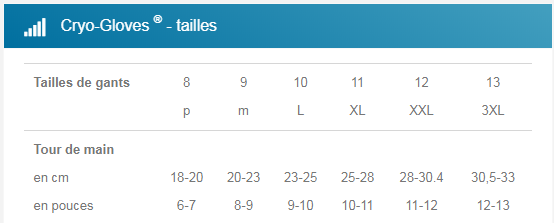 Cryo-Gloves ® - tailles
Tailles de gants 8 9 10 11 12 13
p m L XL XXL 3XL
Tour de main
en cm 18-20 20-23 23-25 25-28 28-30.4 30,5-33
en pouces 6-7 8-9 9-10 10-11 11-12 12-13